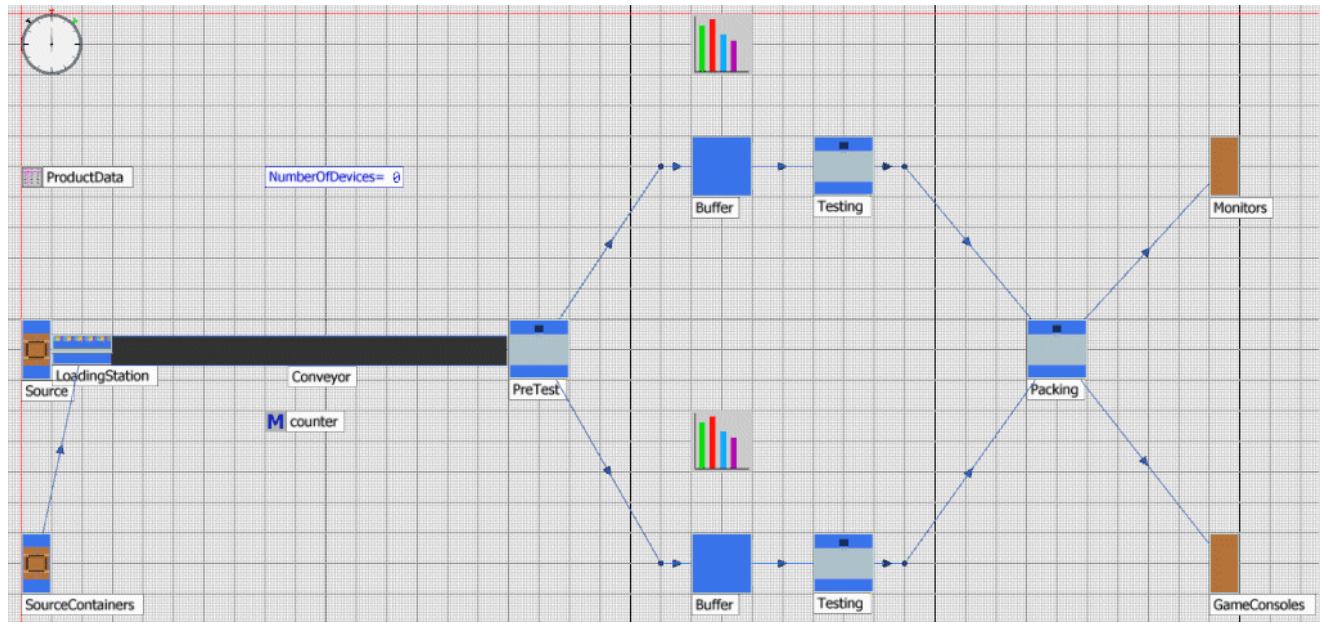 ProductData
NumberOfDevices= 0
Buffer
Testing
Monitors
LoadingStation
Source
Conveyor
PreTest
Packing
M counter
SourceContainers
Buffer
Testing
GameConsoles